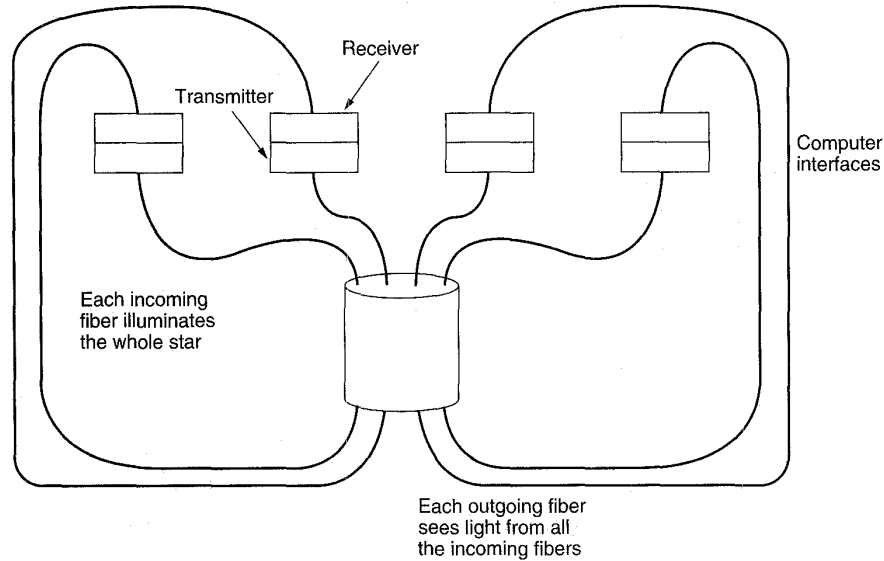 Receiver
Transmitter
Computer
interfaces
Each incoming
fiber illuminates
the whole star
Each outgoing fiber
sees light from all
the incoming fibers